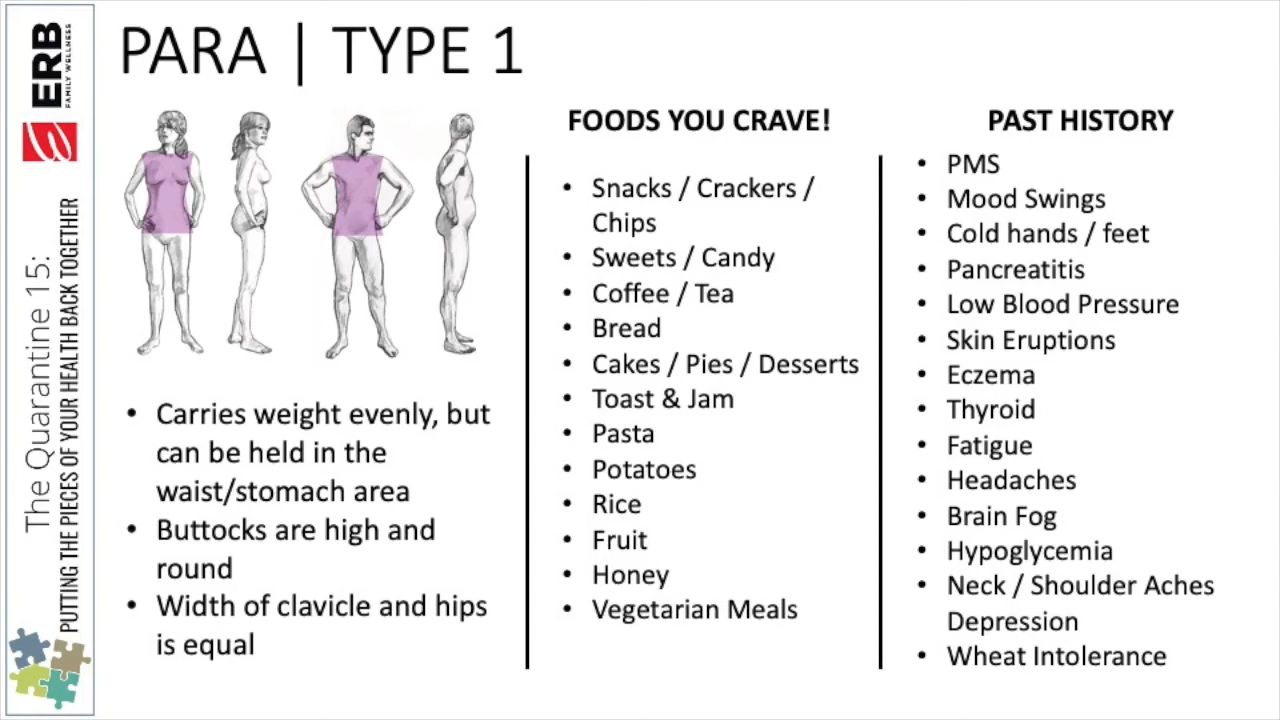 ERB
FAMILY WELLNESS
The Quarantine 15:
PUTTING THE PIECES OF YOUR HEALTH BACK TOGETHER
PARA | TYPE 1
• Carries weight evenly, but
can be held in the
waist/stomach area
• Buttocks are high and
round
• Width of clavicle and hips
is equal
FOODS YOU CRAVE!
• Snacks / Crackers /
Chips
• Sweets / Candy
• Coffee / Tea
• Bread
• Cakes / Pies / Desserts
• Toast & Jam
• Pasta
• Potatoes
• Rice
• Fruit
• Honey
• Vegetarian Meals
PAST HISTORY
• PMS
• Mood Swings
• Cold hands / feet
• Pancreatitis
• Low Blood Pressure
• Skin Eruptions
• Eczema
• Thyroid
• Fatigue
• Headaches
• Brain Fog
• Hypoglycemia
• Neck / Shoulder Aches
Depression
• Wheat Intolerance